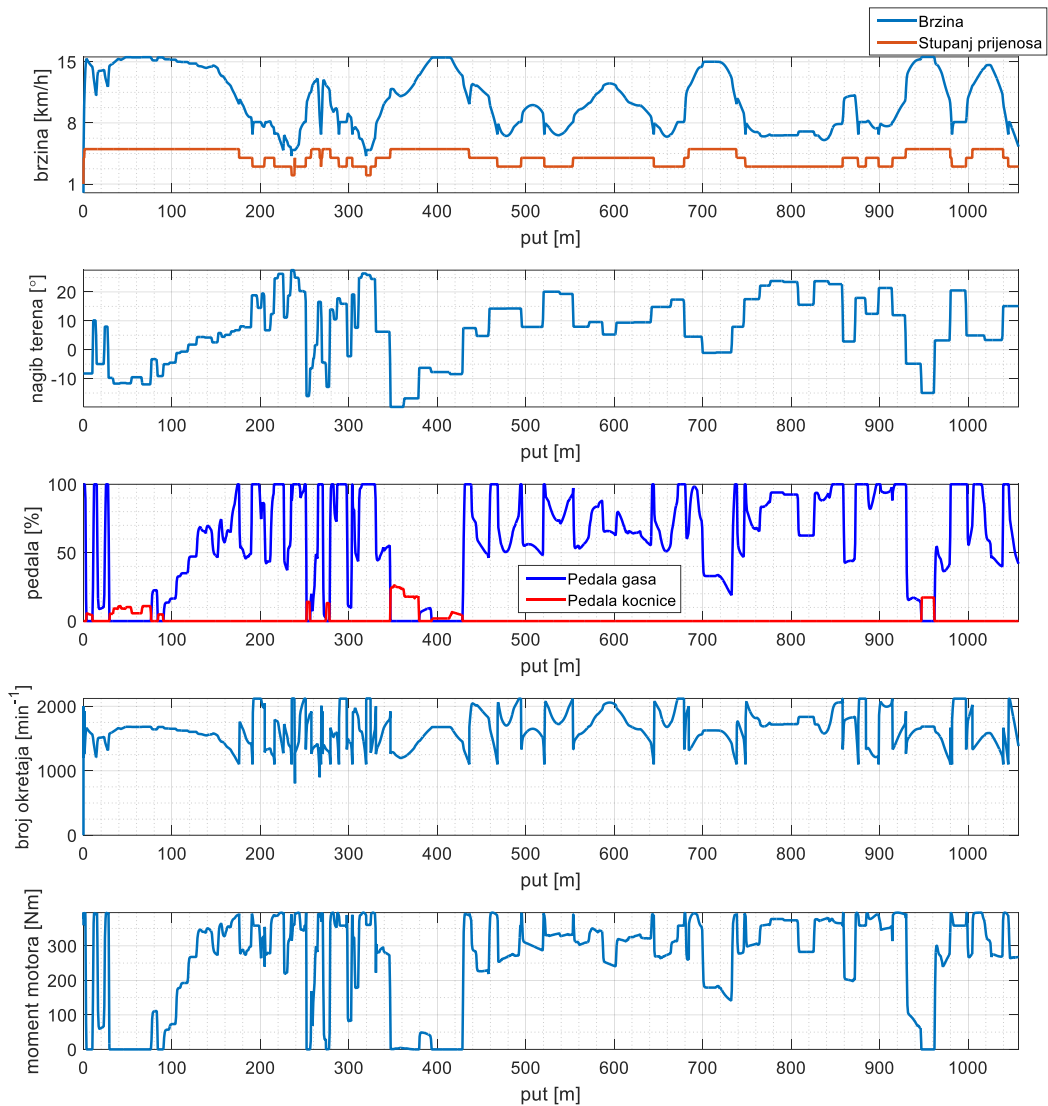 Brzina
Stupanj prijenosa
brzina [km/h]
15
8
1
0 100 200 300 400 500 600 700 800 900 1000
put [m]
nagib terena [°]
20
10
0
-10
0 100 200 300 400 500 600 700 800 900 1000
put [m]
pedala [%]
100
50
0
Pedala gasa
Pedala kocnice
0 100 200 300 400 500 600 700 800 900 1000
put [m]
broj okretaja [min⁻¹]
2000
1000
0
0 100 200 300 400 500 600 700 800 900 1000
put [m]
moment motora [Nm]
300
200
100
0
0 100 200 300 400 500 600 700 800 900 1000
put [m]